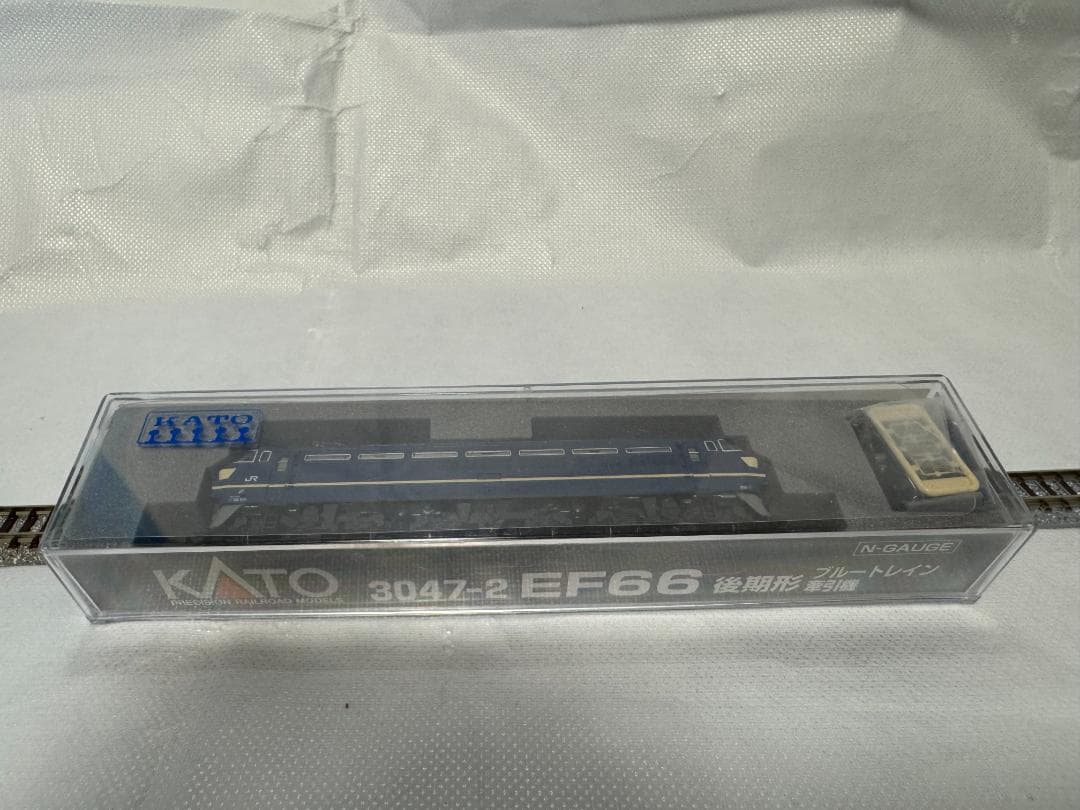 KATO
JR
KATO 3047-2 EF66 後期形 ブルートレイン 牽引機
PRECISION RAILROAD MODELS
N-GAUGE